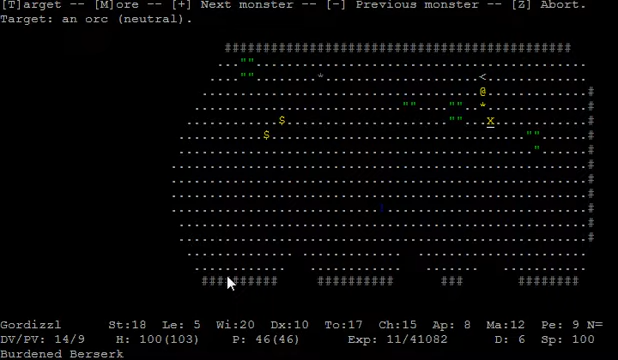 [T]arget -- [M]ore -- [+] Next monster -- [-] Previous monster -- [Z] Abort.
Target: an orc (neutral).
Gordizzl St:18 Le: 5 Wi:20 Dx:10 To:17 Ch:15 Ap: 8 Ma:12 Pe: 9 N=
DV/PV: 14/9 H: 100(103) P: 46(46) Exp: 11/41082 D: 6 Sp: 100
Burdened Berserk